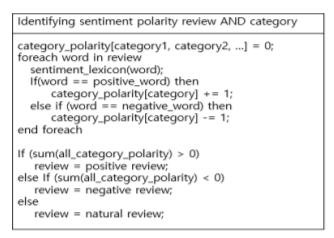 Identifying sentiment polarity review AND category
category_polarity[category1, category2, ...] = 0;
foreach word in review
sentiment_lexicon(word);
If(word == positive_word) then
category_polarity[category] += 1;
else if (word == negative_word) then
category_polarity[category] -= 1;
end foreach
If (sum(all_category_polarity) > 0)
review = positive review;
else If (sum(all_category_polarity) < 0)
review = negative review;
else
review = natural review;